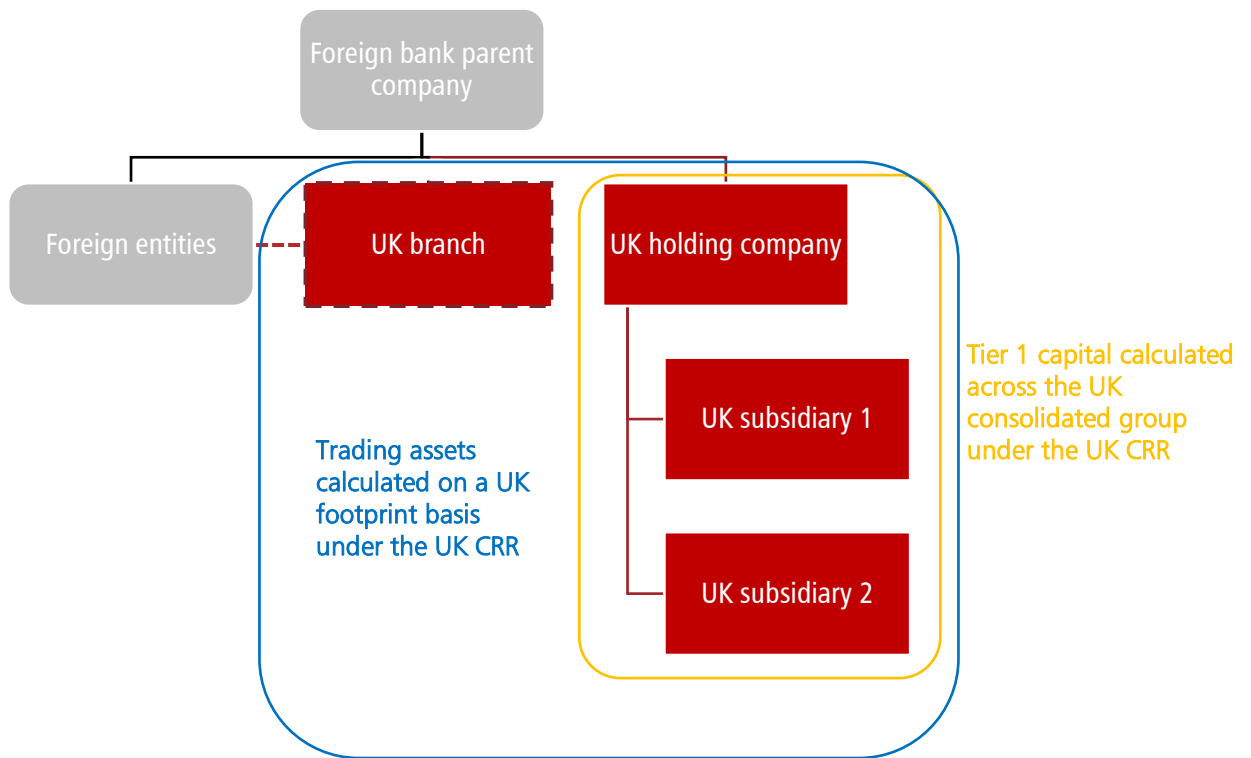 Foreign bank parent
company
Foreign entities
UK branch
UK holding company
UK subsidiary 1
UK subsidiary 2
Trading assets
calculated on a UK
footprint basis
under the UK CRR
Tier 1 capital calculated
across the UK
consolidated group
under the UK CRR